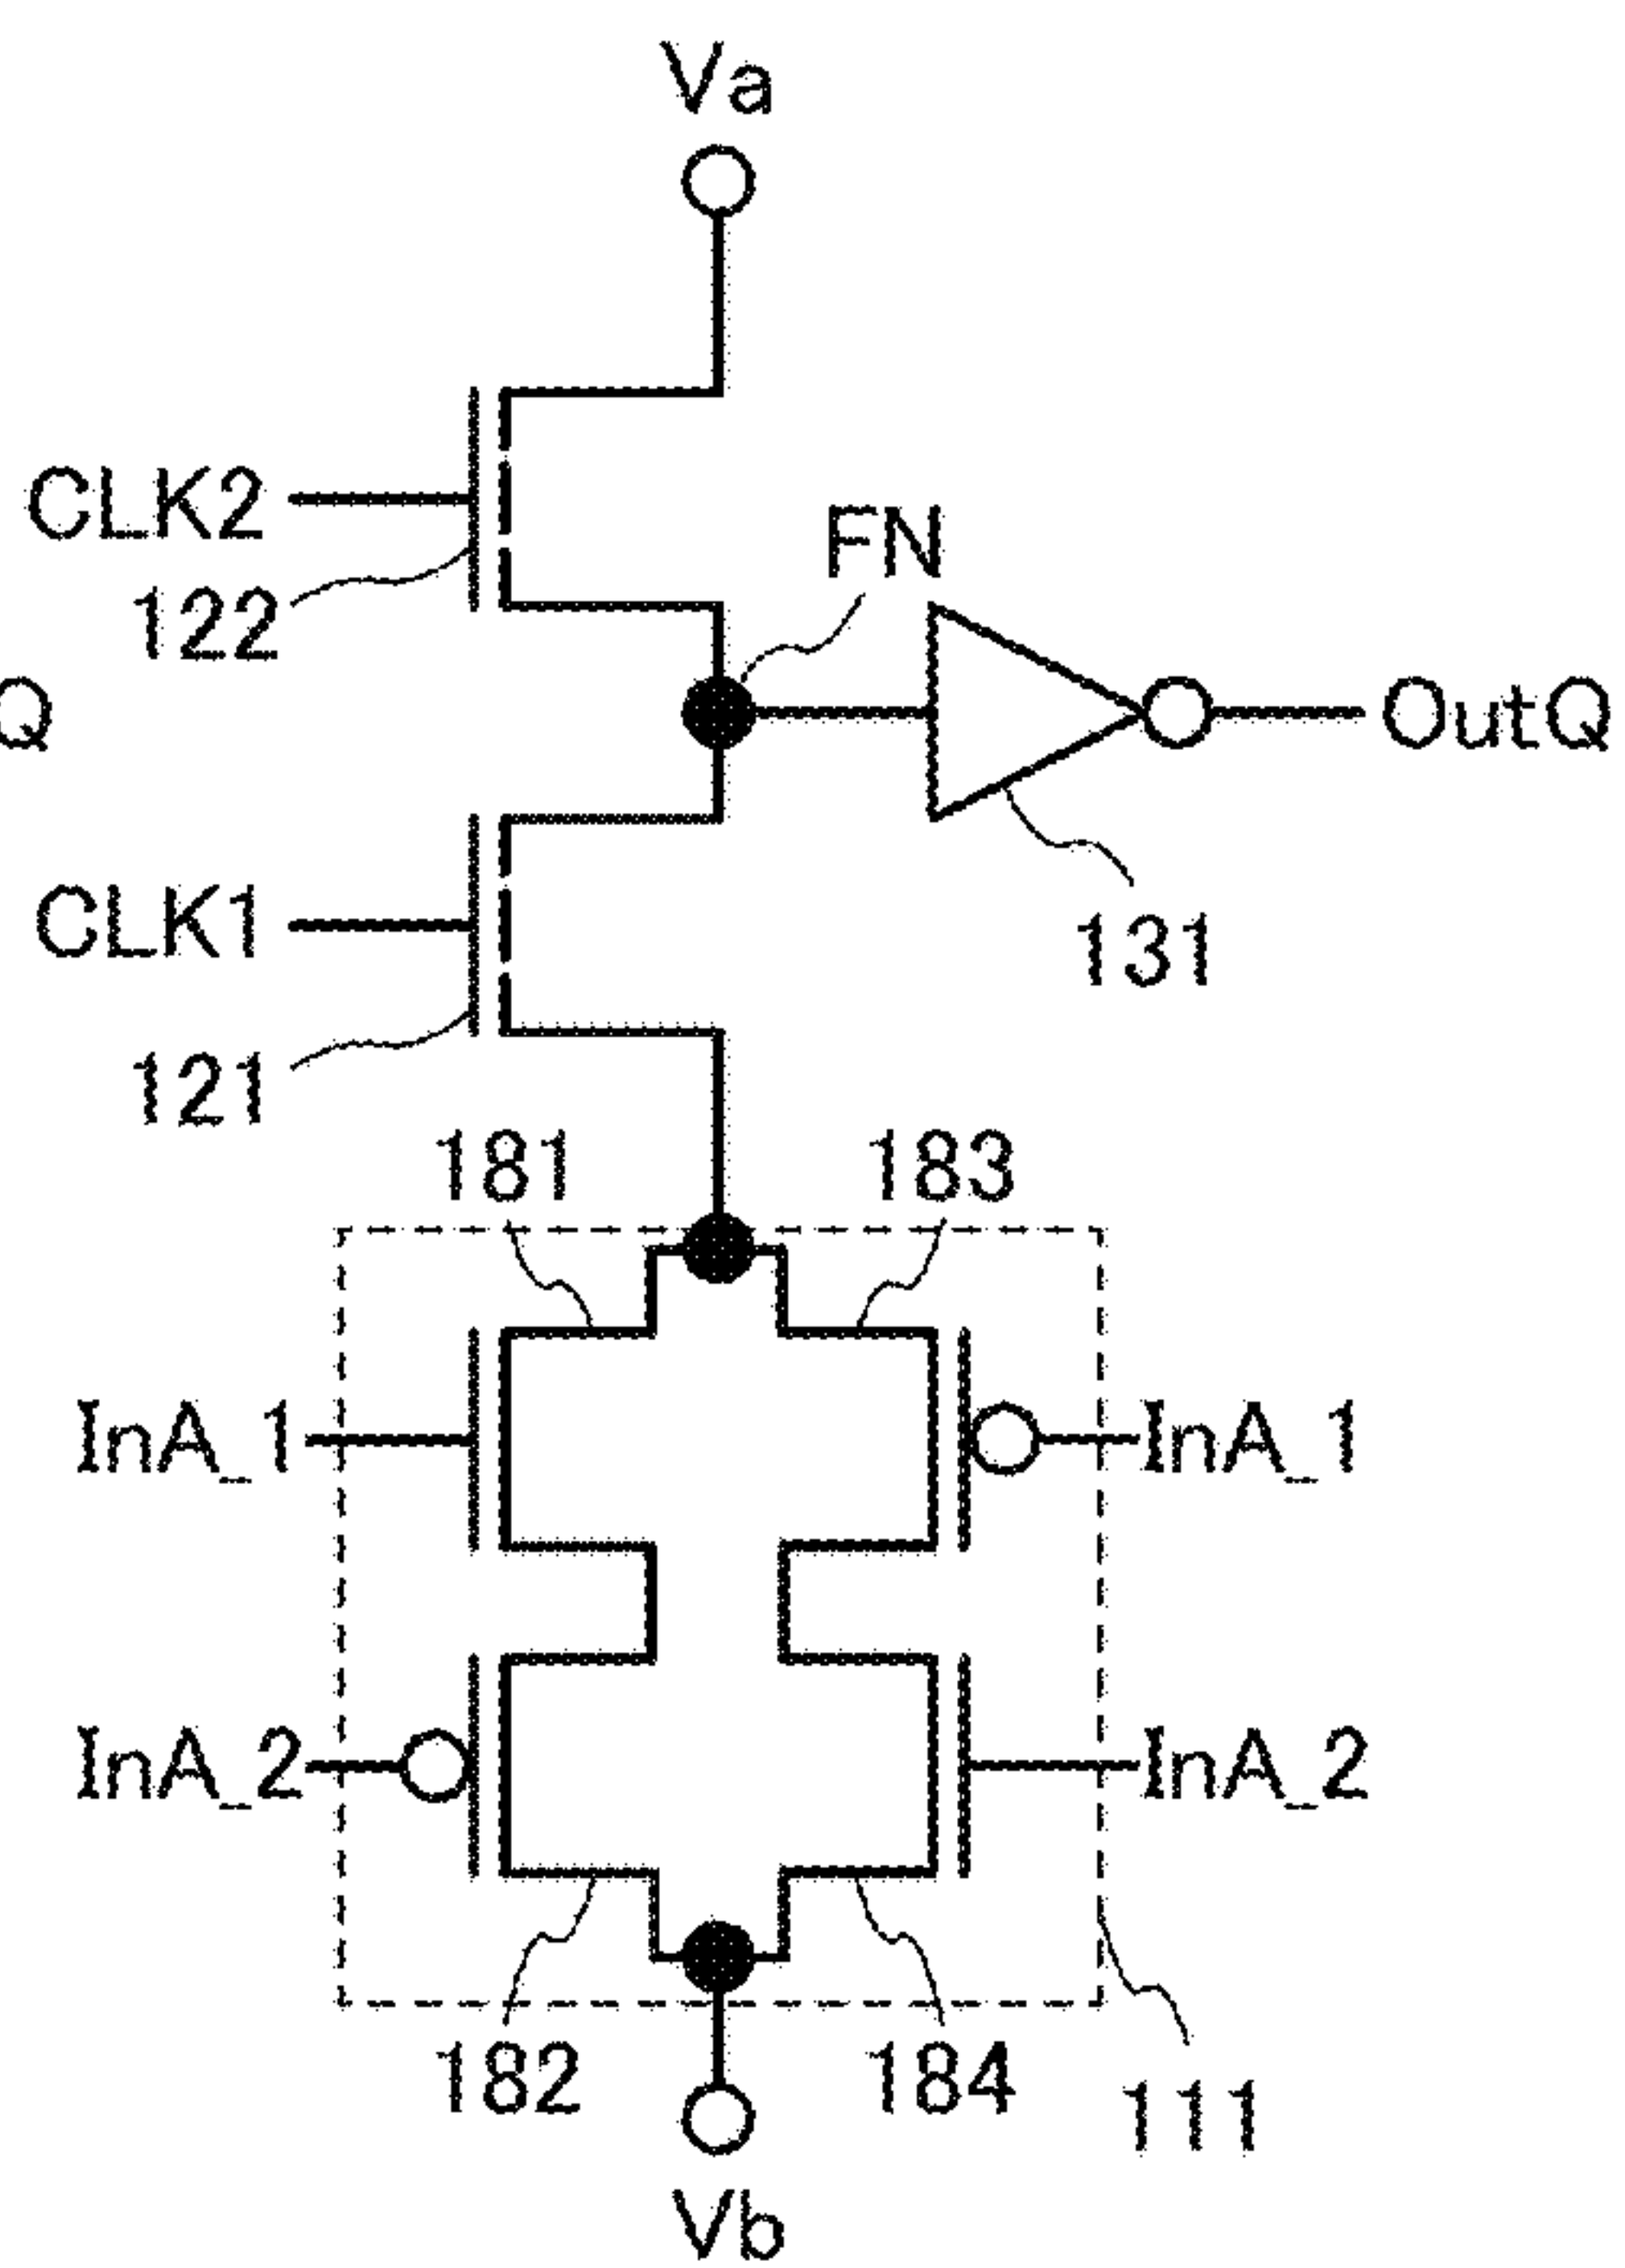 Va
CLK2
122
FN
Q
OutQ
CLK1
131
121
181
183
InA_1
InA_1
InA_2
InA_2
182
184
111
Vb